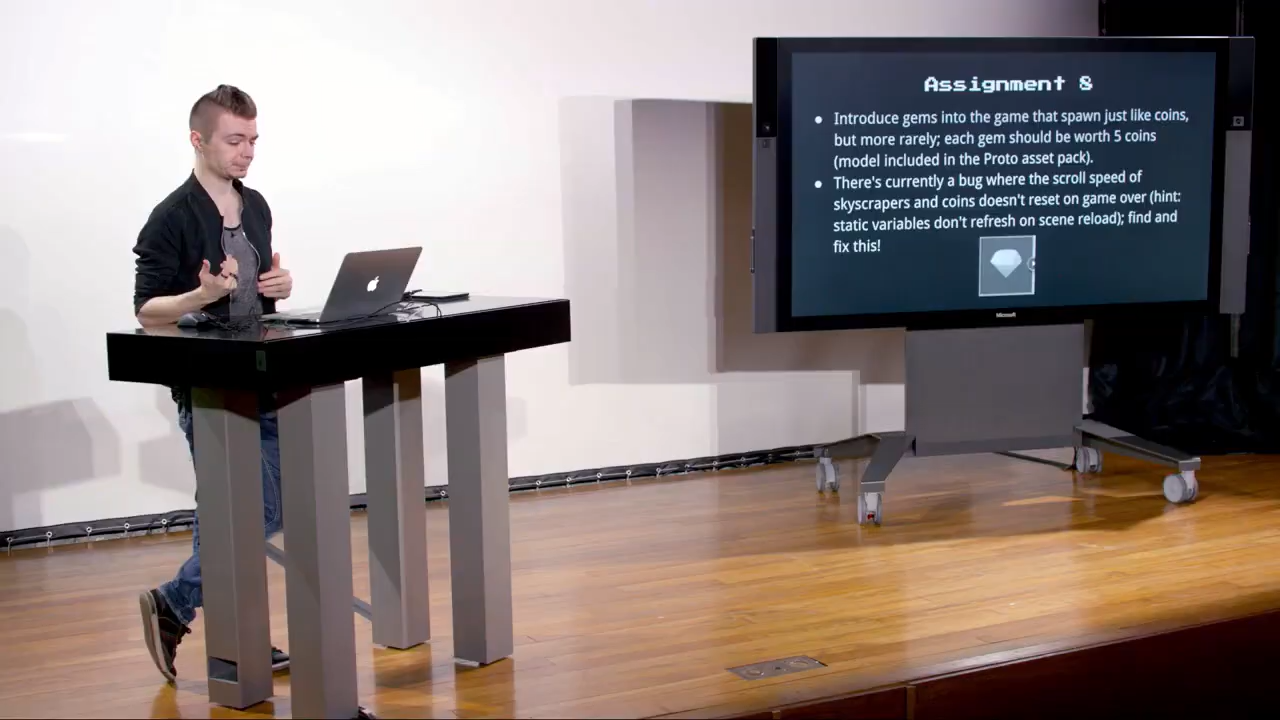 Assignment 8
● Introduce gems into the game that spawn just like coins,
but more rarely; each gem should be worth 5 coins
(model included in the Proto asset pack).
● There's currently a bug where the scroll speed of
skyscrapers and coins doesn't reset on game over (hint:
static variables don't refresh on scene reload); find and
fix this!
Microsoft